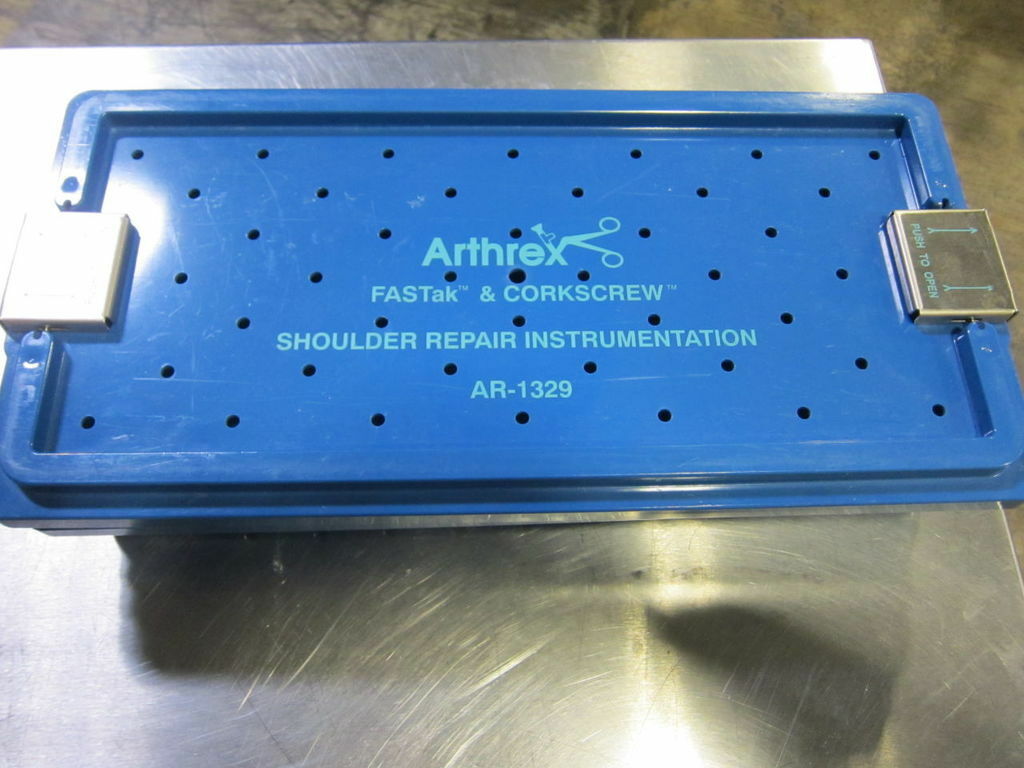 Arthrex
FASTak™ & CORKSCREW™
SHOULDER REPAIR INSTRUMENTATION
AR-1329
PUSH TO OPEN